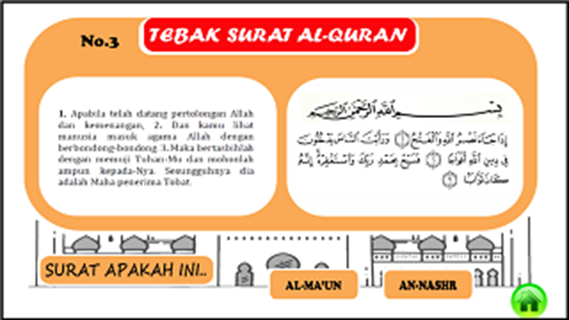 No.3
TEBAK SURAT AL-QURAN
1. Apabila telah datang pertolongan Allah
dan kemenangan, 2. Dan kamu lihat
manusia masuk agama Allah dengan
berbondong-bondong 3. Maka bertasbihlah
dengan memuji Tuhan-Mu dan mohonlah
ampun kepada-Nya. Sesungguhnya dia
adalah Maha penerima Tobat.
بِسْمِ اللَّهِ الرَّحْمَٰنِ الرَّحِيمِ
إِذَا جَاءَ نَصْرُ اللَّهِ وَالْفَتْحُ ١ وَرَأَيْتَ النَّاسَ يَدْخُلُونَ
فِي دِينِ اللَّهِ أَفْوَاجًا ٢ فَسَبِّحْ بِحَمْدِ رَبِّكَ وَاسْتَغْفِرْهُ إِنَّهُ
كَانَ تَوَّابًا ٣
SURAT APAKAH INI..
AL-MA'UN
AN-NASHR